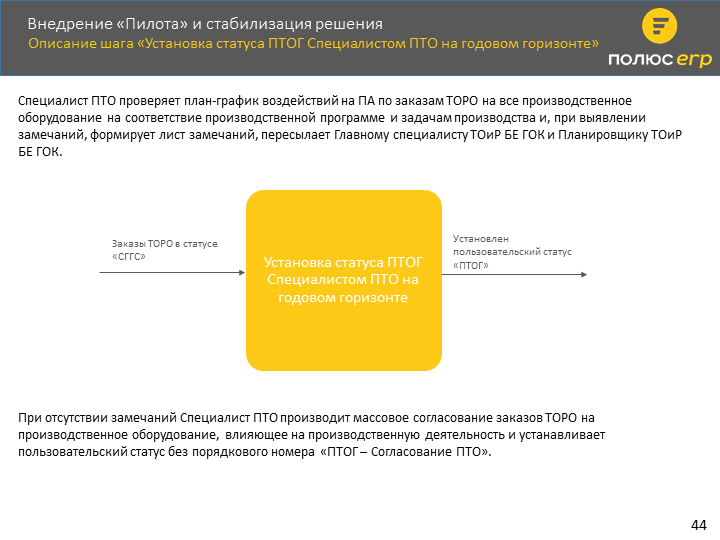 Внедрение «Пилота» и стабилизация решения
Описание шага «Установка статуса ПТОГ Специалистом ПТО на годовом горизонте»
ПОЛЮС erp
Специалист ПТО проверяет план-график воздействий на ПА по заказам ТОРО на все производственное
оборудование на соответствие производственной программе и задачам производства и, при выявлении
замечаний, формирует лист замечаний, пересылает Главному специалисту ТОиР БЕ ГОК и Планировщику ТОиР
БЕ ГОК.
Заказы ТОРО в статусе
«СГГС»
Установка статуса ПТОГ
Специалистом ПТО на
годовом горизонте
Установлен
пользовательский статус
«ПТОГ»
При отсутствии замечаний Специалист ПТО производит массовое согласование заказов ТОРО на
производственное оборудование, влияющее на производственную деятельность и устанавливает
пользовательский статус без порядкового номера «ПТОГ – Согласование ПТО».
44